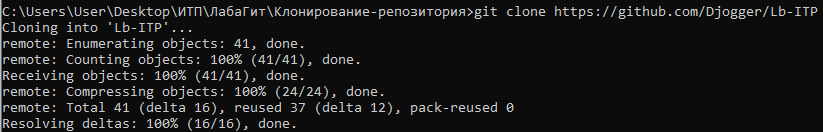 C:\Users\User\Desktop\ИТП\ЛабаГит\Клонирование-репозитория>git clone https://github.com/Djogger/Lb-ITP
Cloning into 'Lb-ITP'...
remote: Enumerating objects: 41, done.
remote: Counting objects: 100% (41/41), done.
Receiving objects: 100% (41/41), done.
remote: Compressing objects: 100% (24/24), done.
remote: Total 41 (delta 16), reused 37 (delta 12), pack-reused 0
Resolving deltas: 100% (16/16), done.